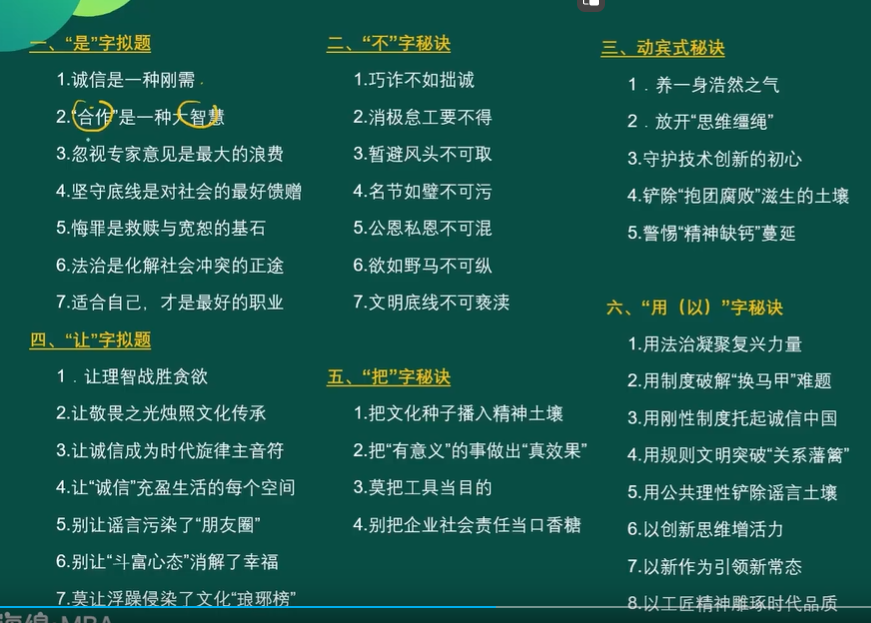 一、“是”字拟题
1.诚信是一种刚需
2.“合作”是一种大智慧
3.忽视专家意见是最大的浪费
4.坚守底线是对社会的最好馈赠
5.悔罪是救赎与宽恕的基石
6.法治是化解社会冲突的正途
7.适合自己，才是最好的职业
二、“不”字秘诀
1.巧诈不如拙诚
2.消极怠工要不得
3.暂避风头不可取
4.名节如璧不可污
5.公恩私恩不可混
6.欲如野马不可纵
7.文明底线不可亵渎
三、动宾式秘诀
1．养一身浩然之气
2．放开“思维缰绳”
3.守护技术创新的初心
4.铲除“抱团腐败”滋生的土壤
5.警惕“精神缺钙”蔓延
四、“让”字拟题
1．让理智战胜贪欲
2.让敬畏之光烛照文化传承
3.让诚信成为时代旋律主音符
4.让“诚信”充盈生活的每个空间
5.别让谣言污染了“朋友圈”
6.别让“斗富心态”消解了幸福
7.莫让浮躁侵染了文化“琅琊榜”
五、“把”字秘诀
1.把文化种子播入精神土壤
2.把“有意义”的事做出“真效果”
3.莫把工具当目的
4.别把企业社会责任当口香糖
六、“用（以）”字秘诀
1.用法治凝聚复兴力量
2.用制度破解“换马甲”难题
3.用刚性制度托起诚信中国
4.用规则文明突破“关系藩篱”
5.用公共理性铲除谣言土壤
6.以创新思维增活力
7.以新作为引领新常态
8.以工匠精神雕琢时代品质
MBA